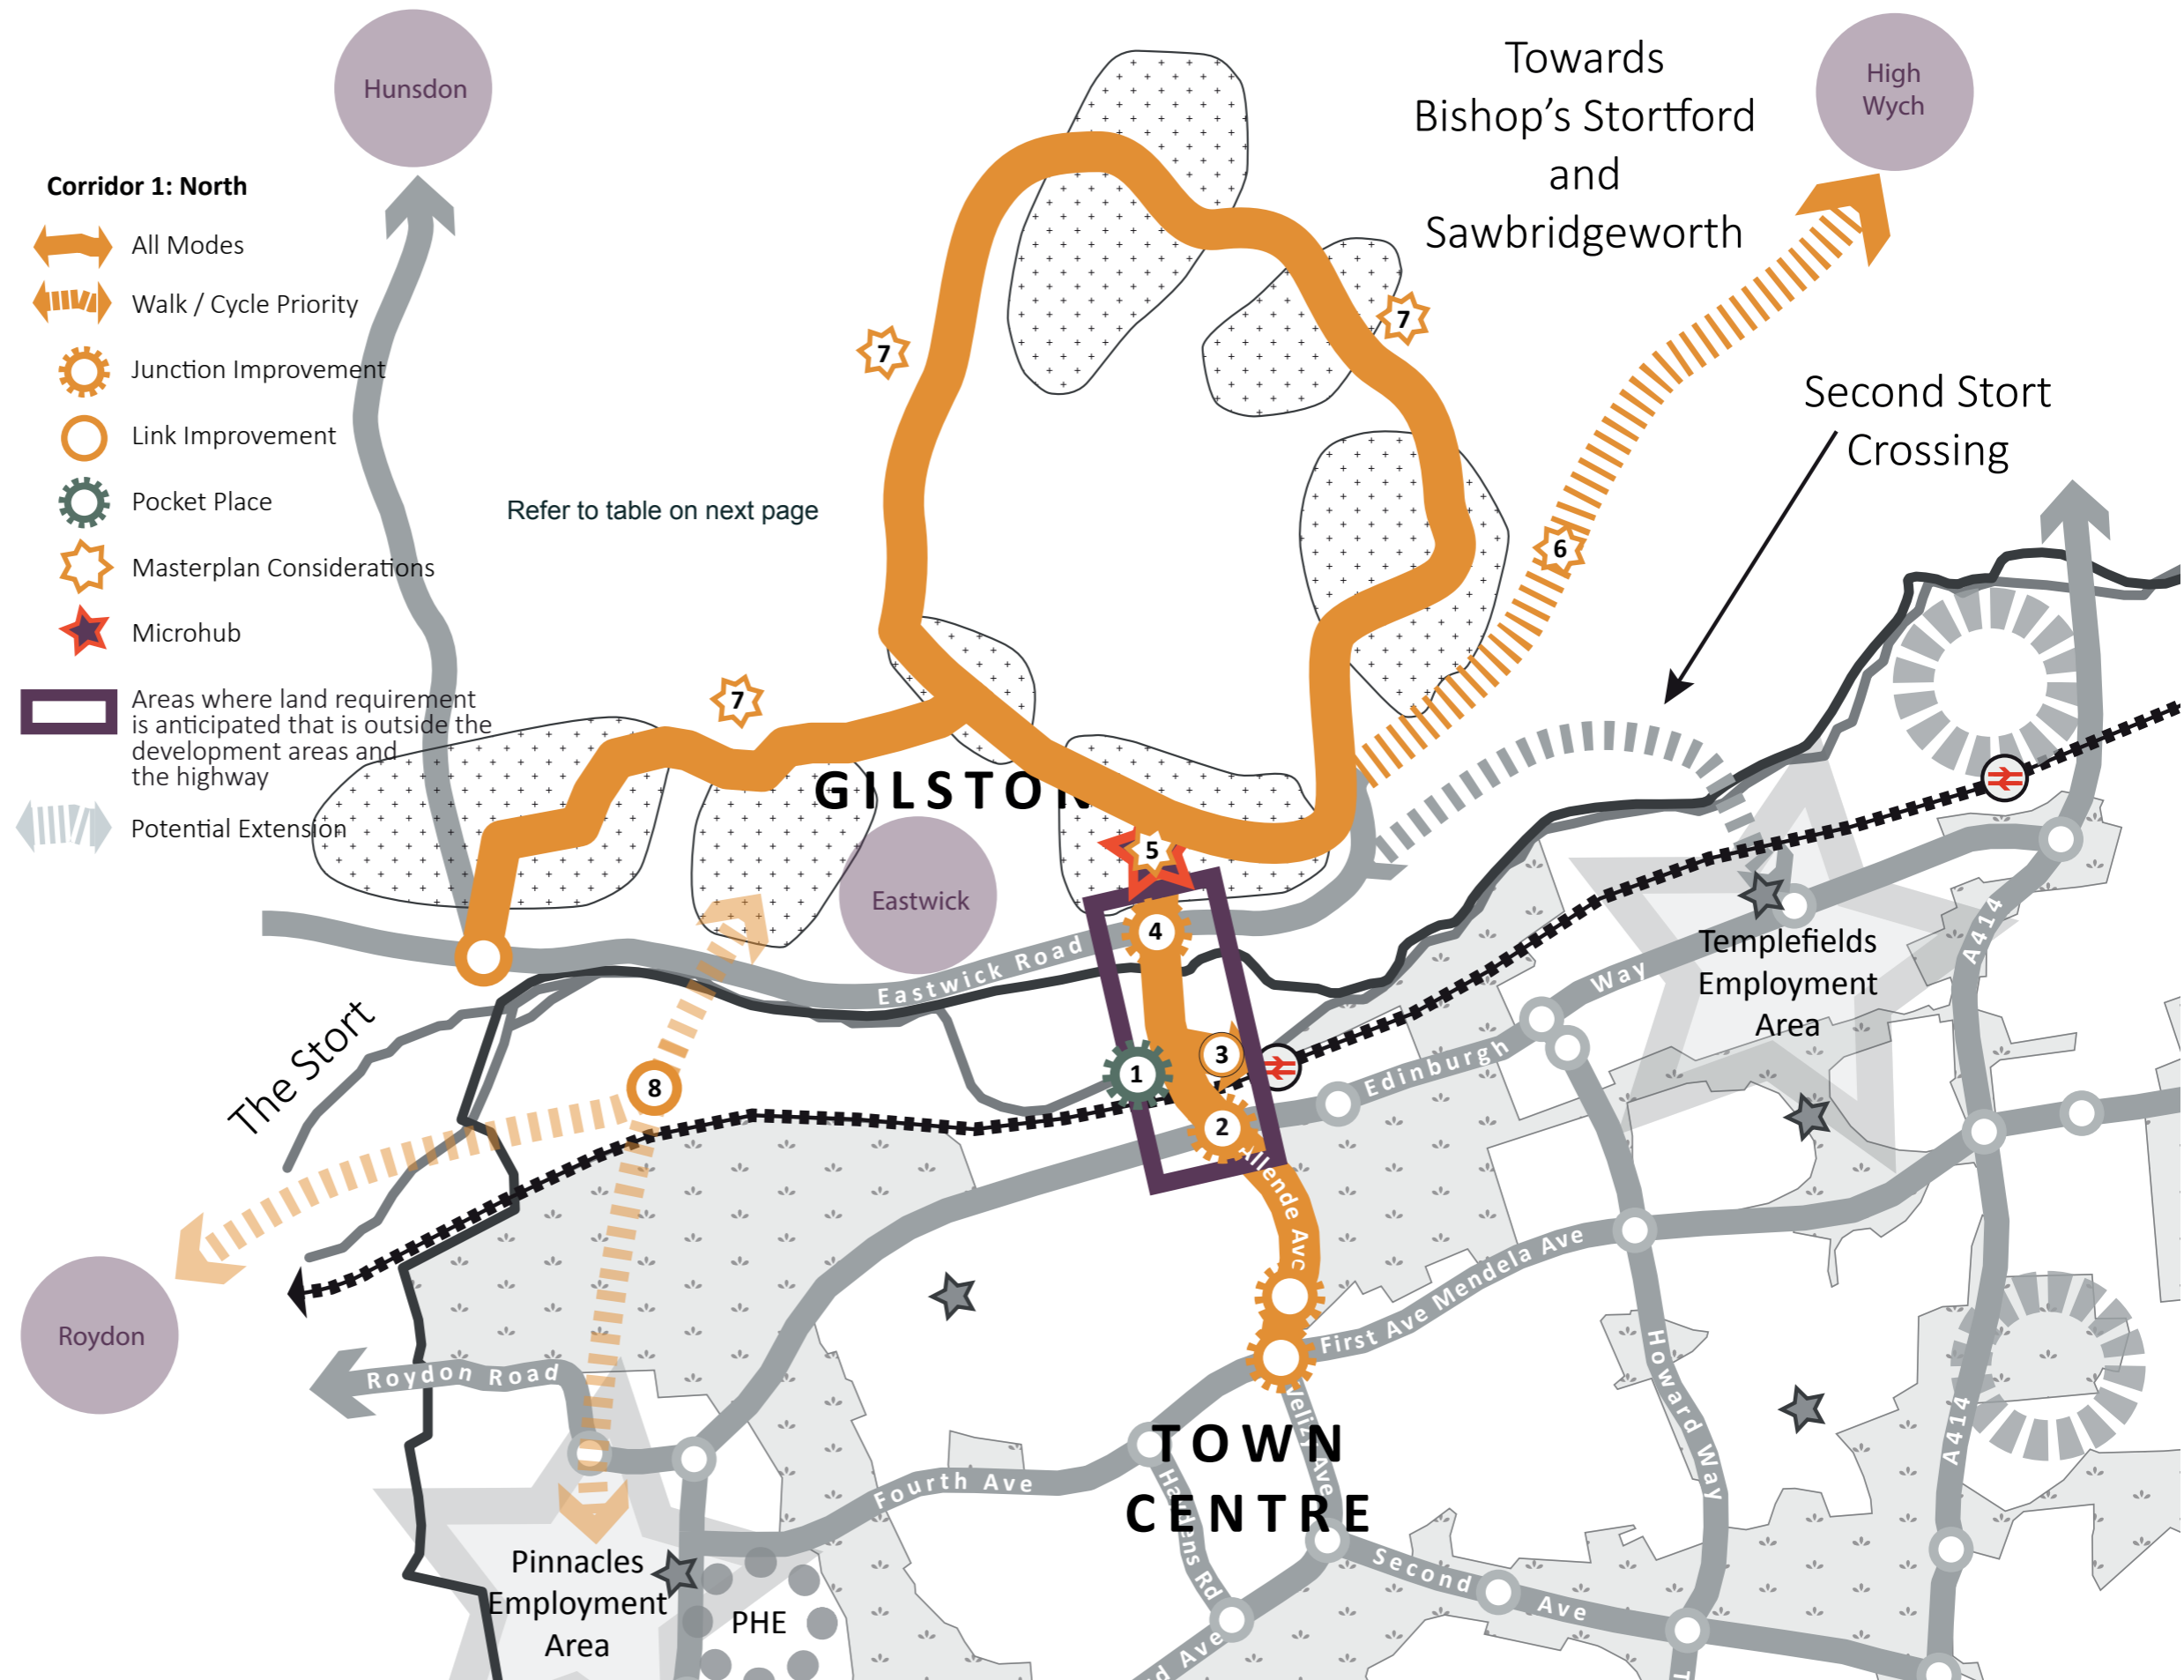 Hunsdon
Towards
Bishop's Stortford
and
Sawbridgeworth
High
Wych
Corridor 1: North
All Modes
Walk / Cycle Priority
Junction Improvement
Link Improvement
Pocket Place
Masterplan Considerations
Microhub
Areas where land requirement
is anticipated that is outside the
development areas and
the highway
Potential Extension
Refer to table on next page
7
7
6
7
Second Stort
Crossing
GILSTON
5
Eastwick
4
Eastwick Road
3
1
2
8
The Stort
Templefields
Employment
Area
Edinburgh
Way
A414
Allende Ave
First Ave Mendela Ave
Howard Way
A414
Roydon
Roydon Road
Fourth Ave
TOWN
CENTRE
Velizy Ave
Haydens Rd
Second
Ave
Pinnacles
Employment
Area
PHE